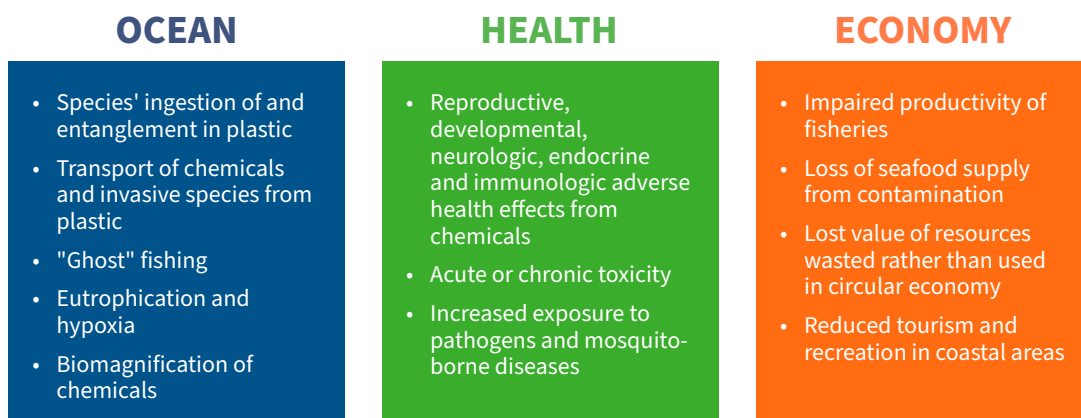 OCEAN
• Species' ingestion of and
entanglement in plastic
• Transport of chemicals
and invasive species from
plastic
• "Ghost" fishing
• Eutrophication and
hypoxia
• Biomagnification of
chemicals
HEALTH
• Reproductive,
developmental,
neurologic, endocrine
and immunologic adverse
health effects from
chemicals
• Acute or chronic toxicity
• Increased exposure to
pathogens and mosquito-
borne diseases
ECONOMY
• Impaired productivity of
fisheries
• Loss of seafood supply
from contamination
• Lost value of resources
wasted rather than used
in circular economy
• Reduced tourism and
recreation in coastal areas